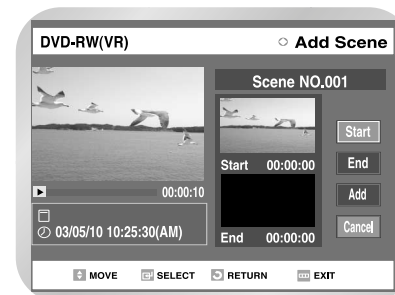 DVD-RW(VR)
Add Scene
Scene NO.001
Start 00:00:00
End 00:00:00
Start
End
Add
Cancel
00:00:10
03/05/10 10:25:30(AM)
MOVE SELECT RETURN EXIT